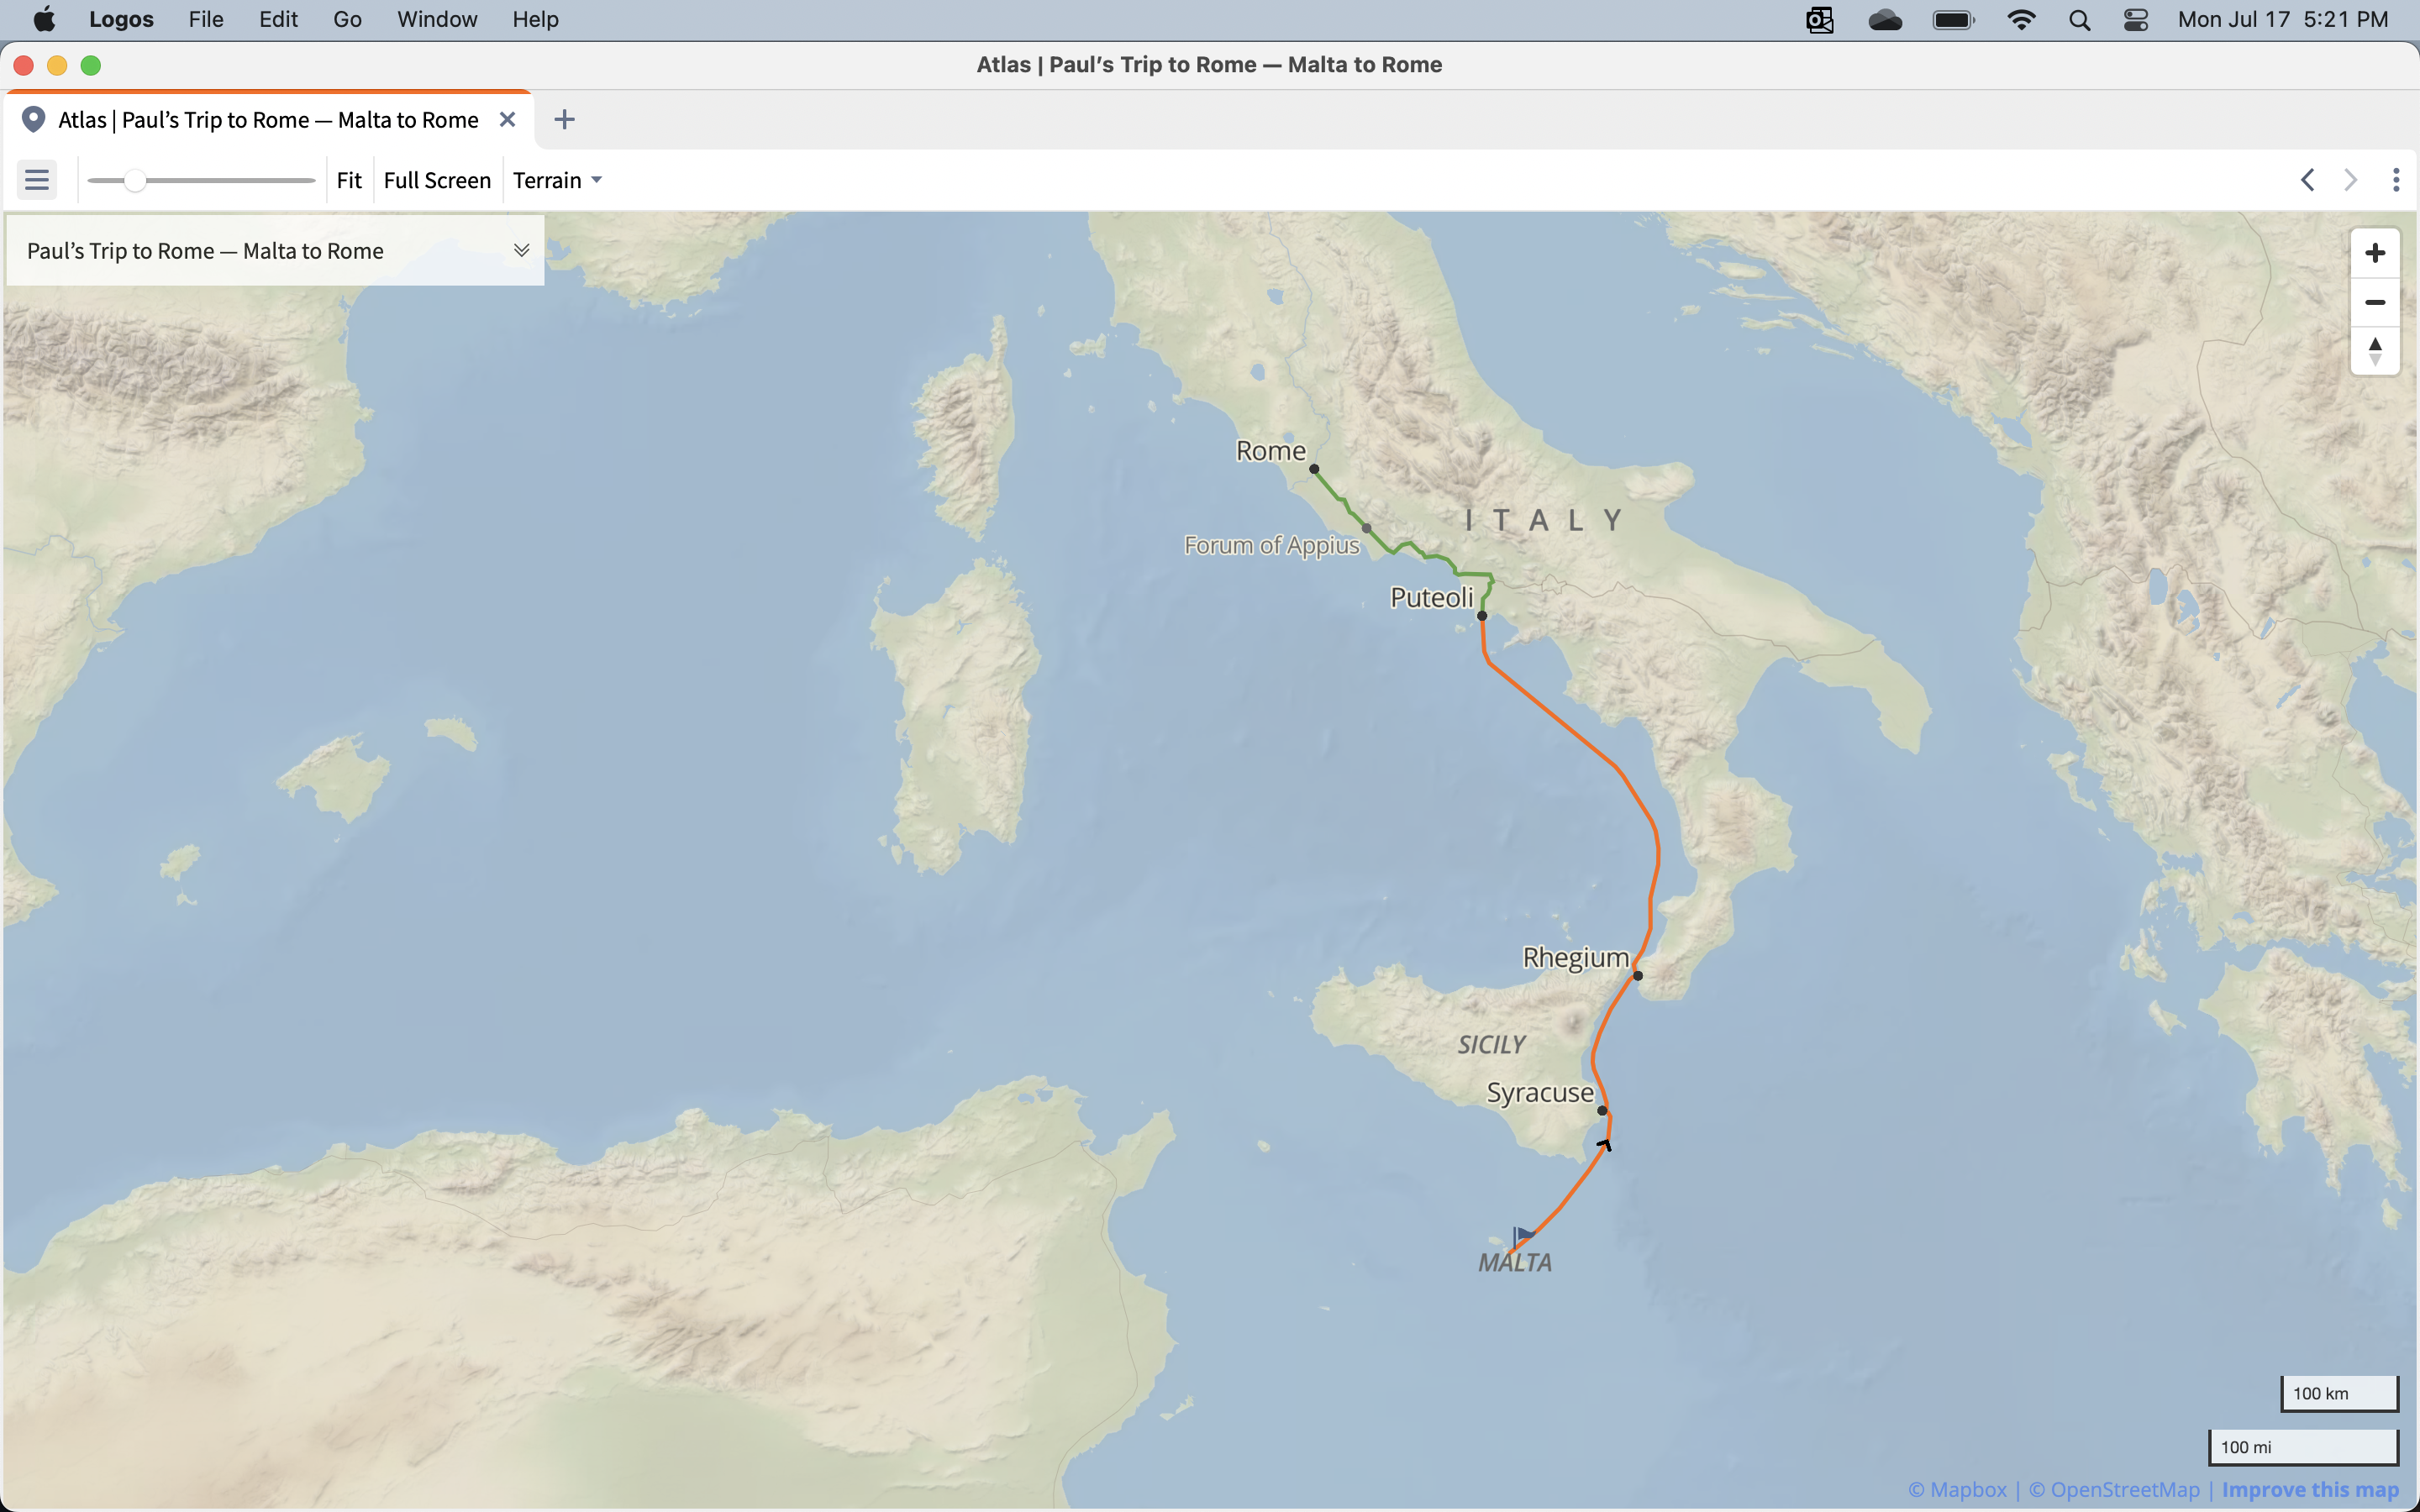 Logos File Edit Go Window Help Mon Jul 17 5:21 PM
Atlas | Paul’s Trip to Rome — Malta to Rome
Atlas | Paul’s Trip to Rome — Malta to Rome
Fit Full Screen Terrain
Paul’s Trip to Rome — Malta to Rome
Rome
ITALY
Forum of Appius
Puteoli
Rhegium
SICILY
Syracuse
MALTA
100 km
100 mi
© Mapbox | © OpenStreetMap | Improve this map